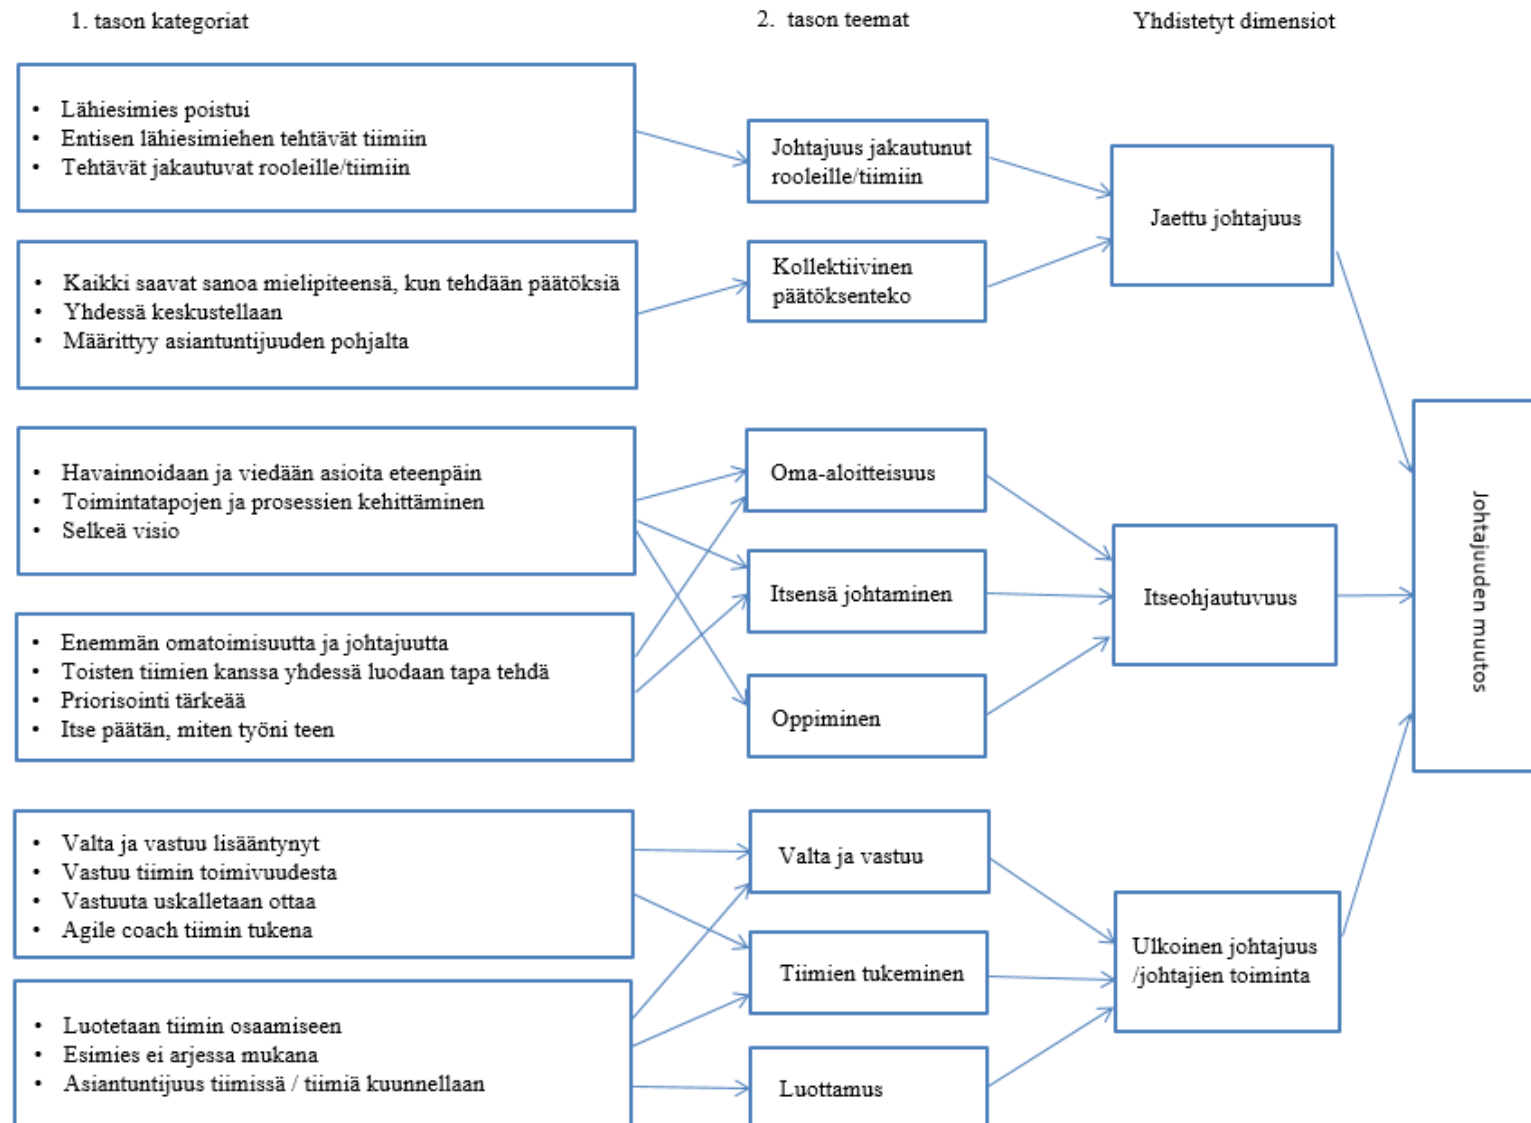 1. tason kategoriat
2. tason teemat
Yhdistetyt dimensiot
• Lähiesimies poistui
• Entisen lähiesimiehen tehtävät tiimiin
• Tehtävät jakautuvat rooleille/tiimiin
Johtajuus jakautunut
rooleille/tiimiin
Jaettu johtajuus
• Kaikki saavat sanoa mielipiteensä, kun tehdään päätöksiä
• Yhdessä keskustellaan
• Määrittyy asiantuntijuuden pohjalta
Kollektiivinen
päätöksenteko
• Havainnoidaan ja viedään asioita eteenpäin
• Toimintatapojen ja prosessien kehittäminen
• Selkeä visio
Oma-aloitteisuus
Itsensä johtaminen
Itseohjautuvuus
Johtajuuden muutos
• Enemmän omatoimisuutta ja johtajuutta
• Toisten tiimien kanssa yhdessä luodaan tapa tehdä
• Priorisointi tärkeää
• Itse päätän, miten työni teen
Oppiminen
• Valta ja vastuu lisääntynyt
• Vastuu tiimin toimivuudesta
• Vastuuta uskalletaan ottaa
• Agile coach tiimin tukena
Valta ja vastuu
Tiimien tukeminen
Ulkoinen johtajuus
/johtajien toiminta
• Luotetaan tiimin osaamiseen
• Esimies ei arjessa mukana
• Asiantuntijuus tiimissä / tiimiä kuunnellaan
Luottamus